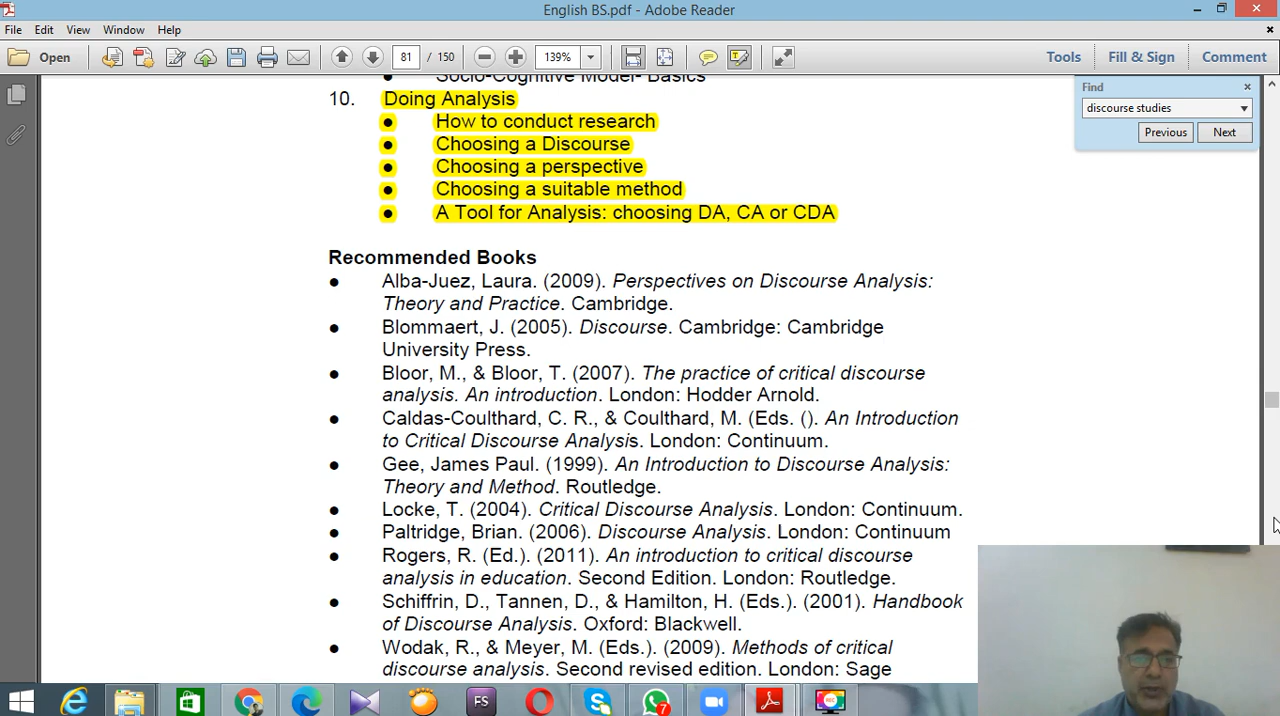 English BS.pdf - Adobe Reader
File Edit View Window Help
Open 81 / 150 139% Tools Fill & Sign Comment
Find
discourse studies
Previous Next
● Socio-Cognitive Model- Basics
10. Doing Analysis
● How to conduct research
● Choosing a Discourse
● Choosing a perspective
● Choosing a suitable method
● A Tool for Analysis: choosing DA, CA or CDA
Recommended Books
● Alba-Juez, Laura. (2009). Perspectives on Discourse Analysis:
Theory and Practice. Cambridge.
● Blommaert, J. (2005). Discourse. Cambridge: Cambridge
University Press.
● Bloor, M., & Bloor, T. (2007). The practice of critical discourse
analysis. An introduction. London: Hodder Arnold.
● Caldas-Coulthard, C. R., & Coulthard, M. (Eds. (). An Introduction
to Critical Discourse Analysis. London: Continuum.
● Gee, James Paul. (1999). An Introduction to Discourse Analysis:
Theory and Method. Routledge.
● Locke, T. (2004). Critical Discourse Analysis. London: Continuum.
● Paltridge, Brian. (2006). Discourse Analysis. London: Continuum
● Rogers, R. (Ed.). (2011). An introduction to critical discourse
analysis in education. Second Edition. London: Routledge.
● Schiffrin, D., Tannen, D., & Hamilton, H. (Eds.). (2001). Handbook
of Discourse Analysis. Oxford: Blackwell.
● Wodak, R., & Meyer, M. (Eds.). (2009). Methods of critical
discourse analysis. Second revised edition. London: Sage
FS 7